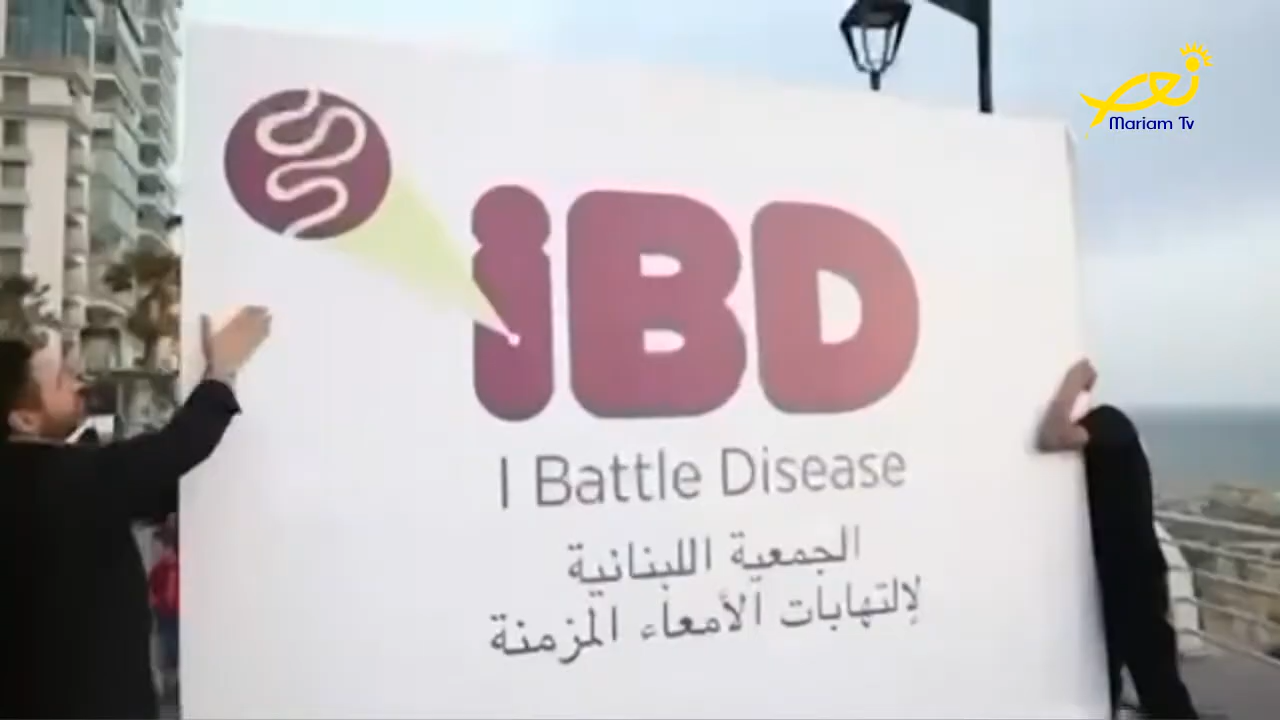 iBD
I Battle Disease
الجمعية اللبنانية
لإلتهابات الأمعاء المزمنة
Mariam Tv